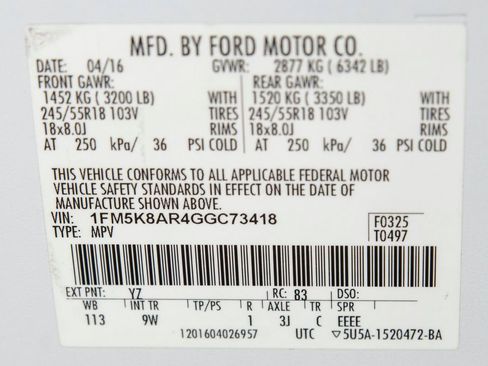 MFD. BY FORD MOTOR CO.
DATE: 04/16 GVWR: 2877 KG ( 6342 LB)
FRONT GAWR: REAR GAWR:
1452 KG ( 3200 LB) WITH 1520 KG ( 3350 LB) WITH
245/55R18 103V TIRES 245/55R18 103V TIRES
18x8.0J RIMS 18x8.0J RIMS
AT 250 kPa/ 36 PSI COLD AT 250 kPa/ 36 PSI COLD
THIS VEHICLE CONFORMS TO ALL APPLICABLE FEDERAL MOTOR
VEHICLE SAFETY STANDARDS IN EFFECT ON THE DATE OF
MANUFACTURE SHOWN ABOVE.
VIN: 1FM5K8AR4GGC73418 F0325
TYPE: MPV T0497
EXT PNT: YZ RC: 83 DSO:
WB INT TR TP/PS R AXLE TR SPR
113 9W 1 3J C EEEE
1201604026957 UTC ▽5U5A-1520472-BA